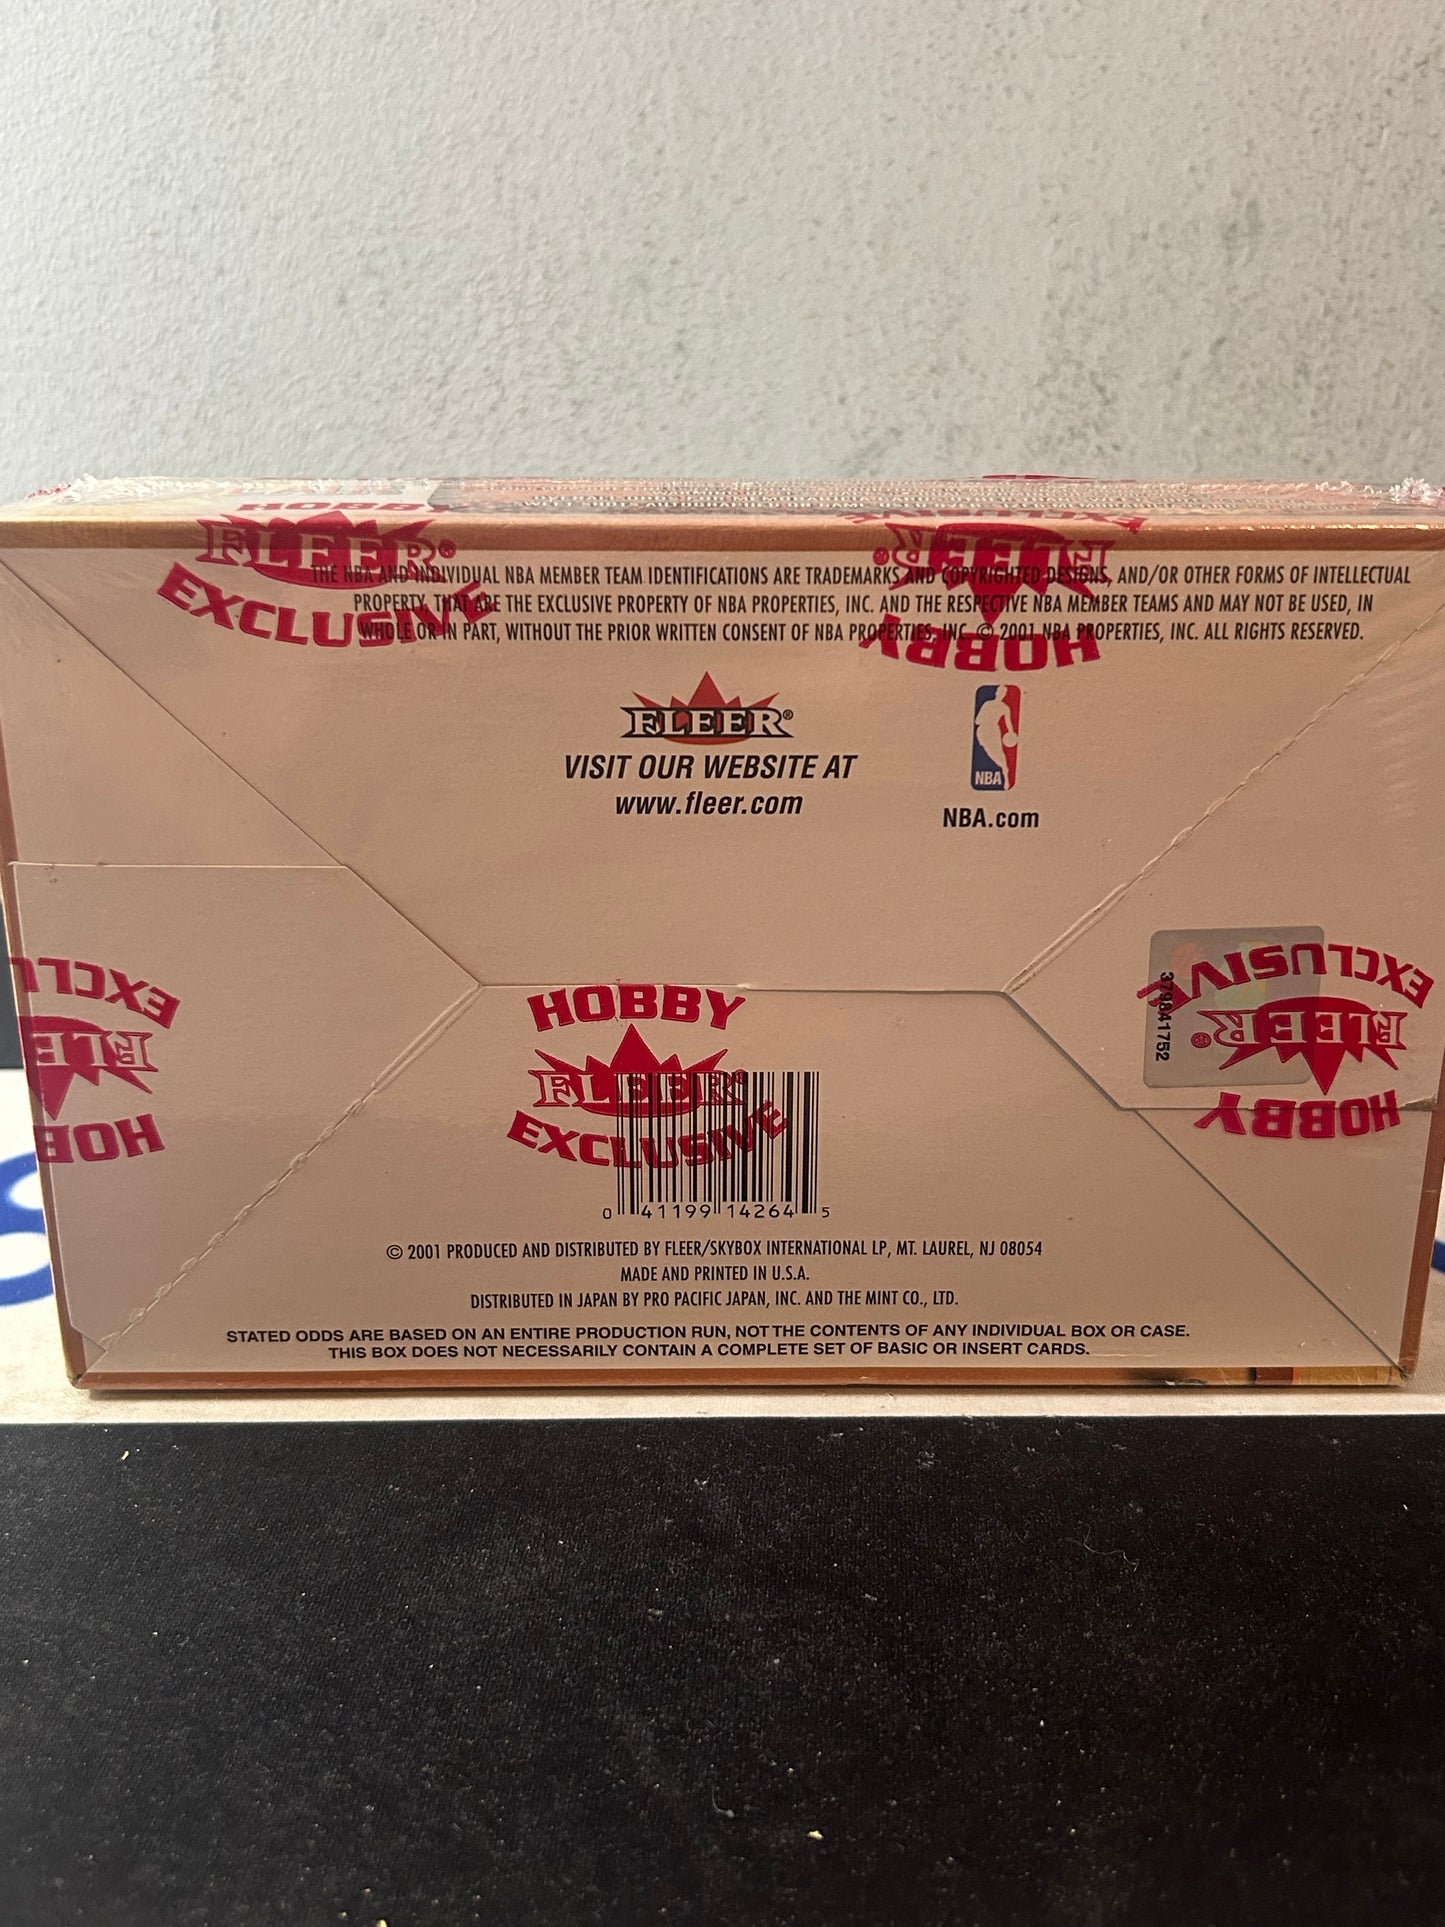 HOBBY
FLEER®
EXCLUSIVE
EXCLUSIVE
FLEER®
HOBBY
THE NBA AND INDIVIDUAL NBA MEMBER TEAM IDENTIFICATIONS ARE TRADEMARKS AND COPYRIGHTED DESIGNS, AND/OR OTHER FORMS OF INTELLECTUAL
PROPERTY, THAT ARE THE EXCLUSIVE PROPERTY OF NBA PROPERTIES, INC. AND THE RESPECTIVE NBA MEMBER TEAMS AND MAY NOT BE USED, IN
WHOLE OR IN PART, WITHOUT THE PRIOR WRITTEN CONSENT OF NBA PROPERTIES, INC. © 2001 NBA PROPERTIES, INC. ALL RIGHTS RESERVED.
FLEER®
VISIT OUR WEBSITE AT
www.fleer.com
NBA
NBA.com
EXCLU
FLE
HOB
HOBBY
FLEER®
EXCLUSIVE
379841752
EXCLUSIVE
FLEER®
HOBBY
0 41199 14264 5
© 2001 PRODUCED AND DISTRIBUTED BY FLEER/SKYBOX INTERNATIONAL LP, MT. LAUREL, NJ 08054
MADE AND PRINTED IN U.S.A.
DISTRIBUTED IN JAPAN BY PRO PACIFIC JAPAN, INC. AND THE MINT CO., LTD.
STATED ODDS ARE BASED ON AN ENTIRE PRODUCTION RUN, NOT THE CONTENTS OF ANY INDIVIDUAL BOX OR CASE.
THIS BOX DOES NOT NECESSARILY CONTAIN A COMPLETE SET OF BASIC OR INSERT CARDS.